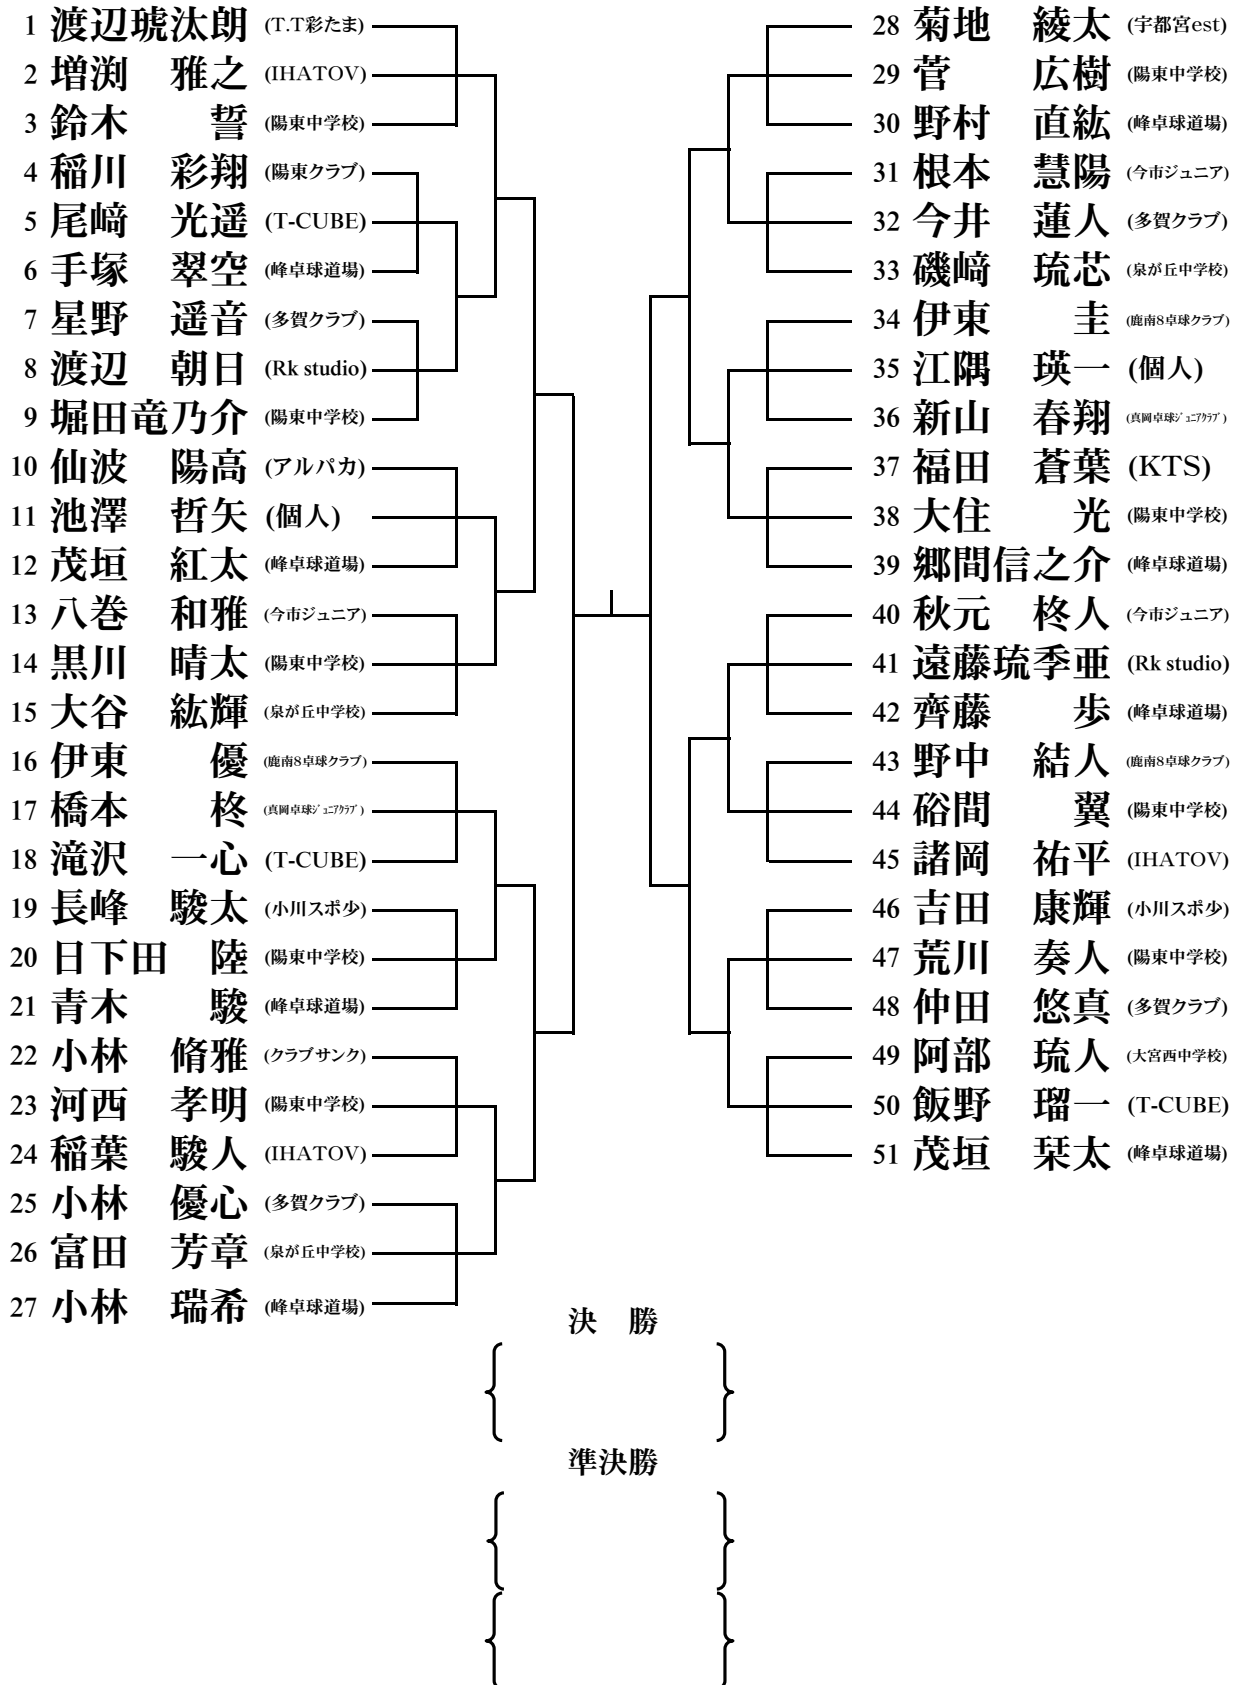 1 渡辺琥汰朗 (T.T彩たま)
2 増渕 雅之 (IHATOV)
3 鈴木 誓 (陽東中学校)
4 稲川 彩翔 (陽東クラブ)
5 尾﨑 光遥 (T-CUBE)
6 手塚 翠空 (峰卓球道場)
7 星野 遥音 (多賀クラブ)
8 渡辺 朝日 (Rk studio)
9 堀田竜乃介 (陽東中学校)
10 仙波 陽高 (アルパカ)
11 池澤 哲矢 (個人)
12 茂垣 紅太 (峰卓球道場)
13 八巻 和雅 (今市ジュニア)
14 黒川 晴太 (陽東中学校)
15 大谷 紘輝 (泉が丘中学校)
16 伊東 優 (鹿南8卓球クラブ)
17 橋本 柊 (真岡卓球ジュニアクラブ)
18 滝沢 一心 (T-CUBE)
19 長峰 駿太 (小川スポ少)
20 日下田 陸 (陽東中学校)
21 青木 駿 (峰卓球道場)
22 小林 脩雅 (クラブサンク)
23 河西 孝明 (陽東中学校)
24 稲葉 駿人 (IHATOV)
25 小林 優心 (多賀クラブ)
26 富田 芳章 (泉が丘中学校)
27 小林 瑞希 (峰卓球道場)
28 菊地 綾太 (宇都宮est)
29 菅 広樹 (陽東中学校)
30 野村 直紘 (峰卓球道場)
31 根本 慧陽 (今市ジュニア)
32 今井 蓮人 (多賀クラブ)
33 磯﨑 琉芯 (泉が丘中学校)
34 伊東 圭 (鹿南8卓球クラブ)
35 江隅 瑛一 (個人)
36 新山 春翔 (真岡卓球ジュニアクラブ)
37 福田 蒼葉 (KTS)
38 大住 光 (陽東中学校)
39 郷間信之介 (峰卓球道場)
40 秋元 柊人 (今市ジュニア)
41 遠藤琉季亜 (Rk studio)
42 齊藤 歩 (峰卓球道場)
43 野中 結人 (鹿南8卓球クラブ)
44 硲間 翼 (陽東中学校)
45 諸岡 祐平 (IHATOV)
46 吉田 康輝 (小川スポ少)
47 荒川 奏人 (陽東中学校)
48 仲田 悠真 (多賀クラブ)
49 阿部 琉人 (大宮西中学校)
50 飯野 瑠一 (T-CUBE)
51 茂垣 栞太 (峰卓球道場)
決 勝
準決勝